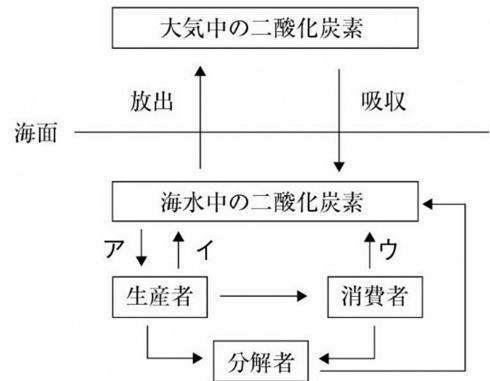 大気中の二酸化炭素
放出
吸収
海面
海水中の二酸化炭素
ア
イ
ウ
生産者
消費者
分解者